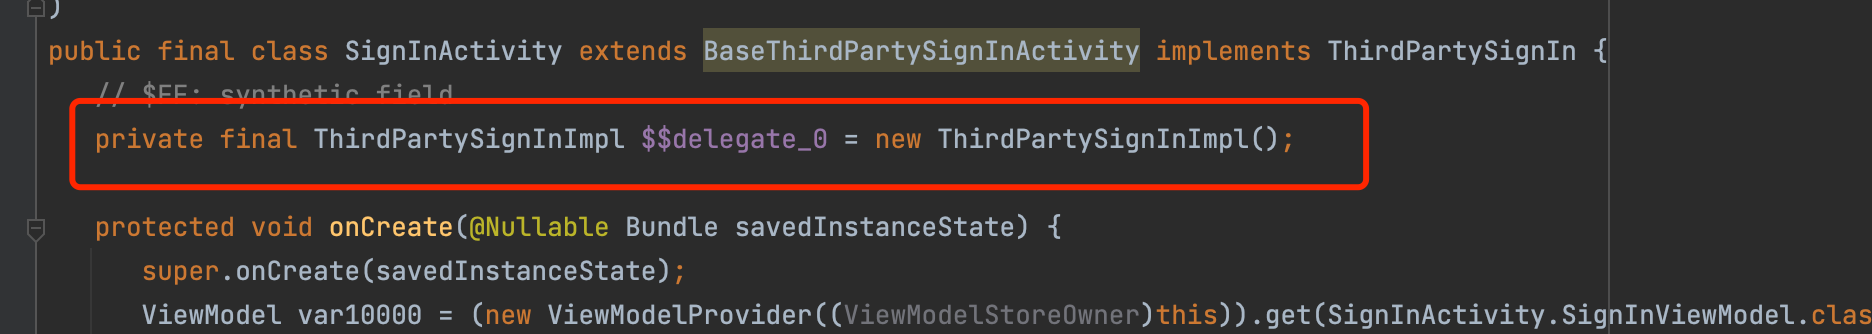 )
public final class SignInActivity extends BaseThirdPartySignInActivity implements ThirdPartySignIn {
// $FF: synthetic field
private final ThirdPartySignInImpl $$delegate_0 = new ThirdPartySignInImpl();
protected void onCreate(@Nullable Bundle savedInstanceState) {
super.onCreate(savedInstanceState);
ViewModel var10000 = (new ViewModelProvider((ViewModelStoreOwner)this)).get(SignInActivity.SignInViewModel.clas